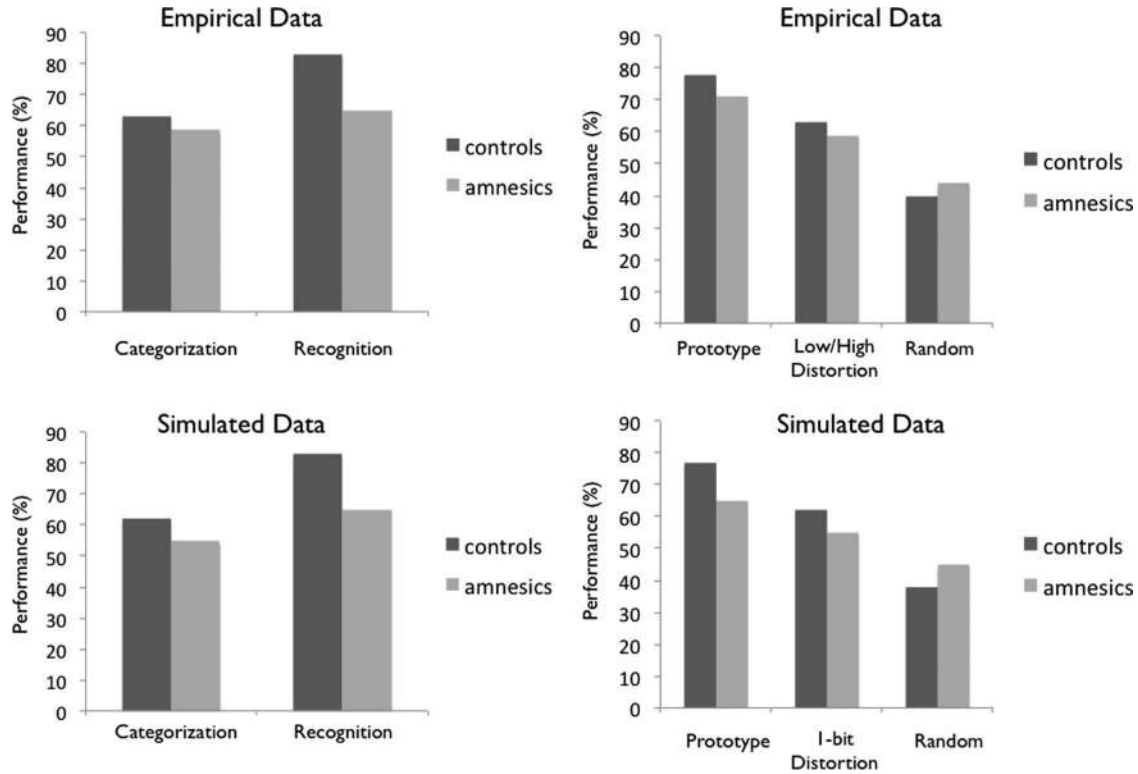 Empirical Data
Performance (%)
90
80
70
60
50
40
30
20
10
0
Categorization
Recognition
controls
amnesics
Empirical Data
Performance (%)
90
80
70
60
50
40
30
20
10
0
Prototype
Low/High
Distortion
Random
controls
amnesics
Simulated Data
Performance (%)
90
80
70
60
50
40
30
20
10
0
Categorization
Recognition
controls
amnesics
Simulated Data
Performance (%)
90
80
70
60
50
40
30
20
10
0
Prototype
1-bit
Distortion
Random
controls
amnesics